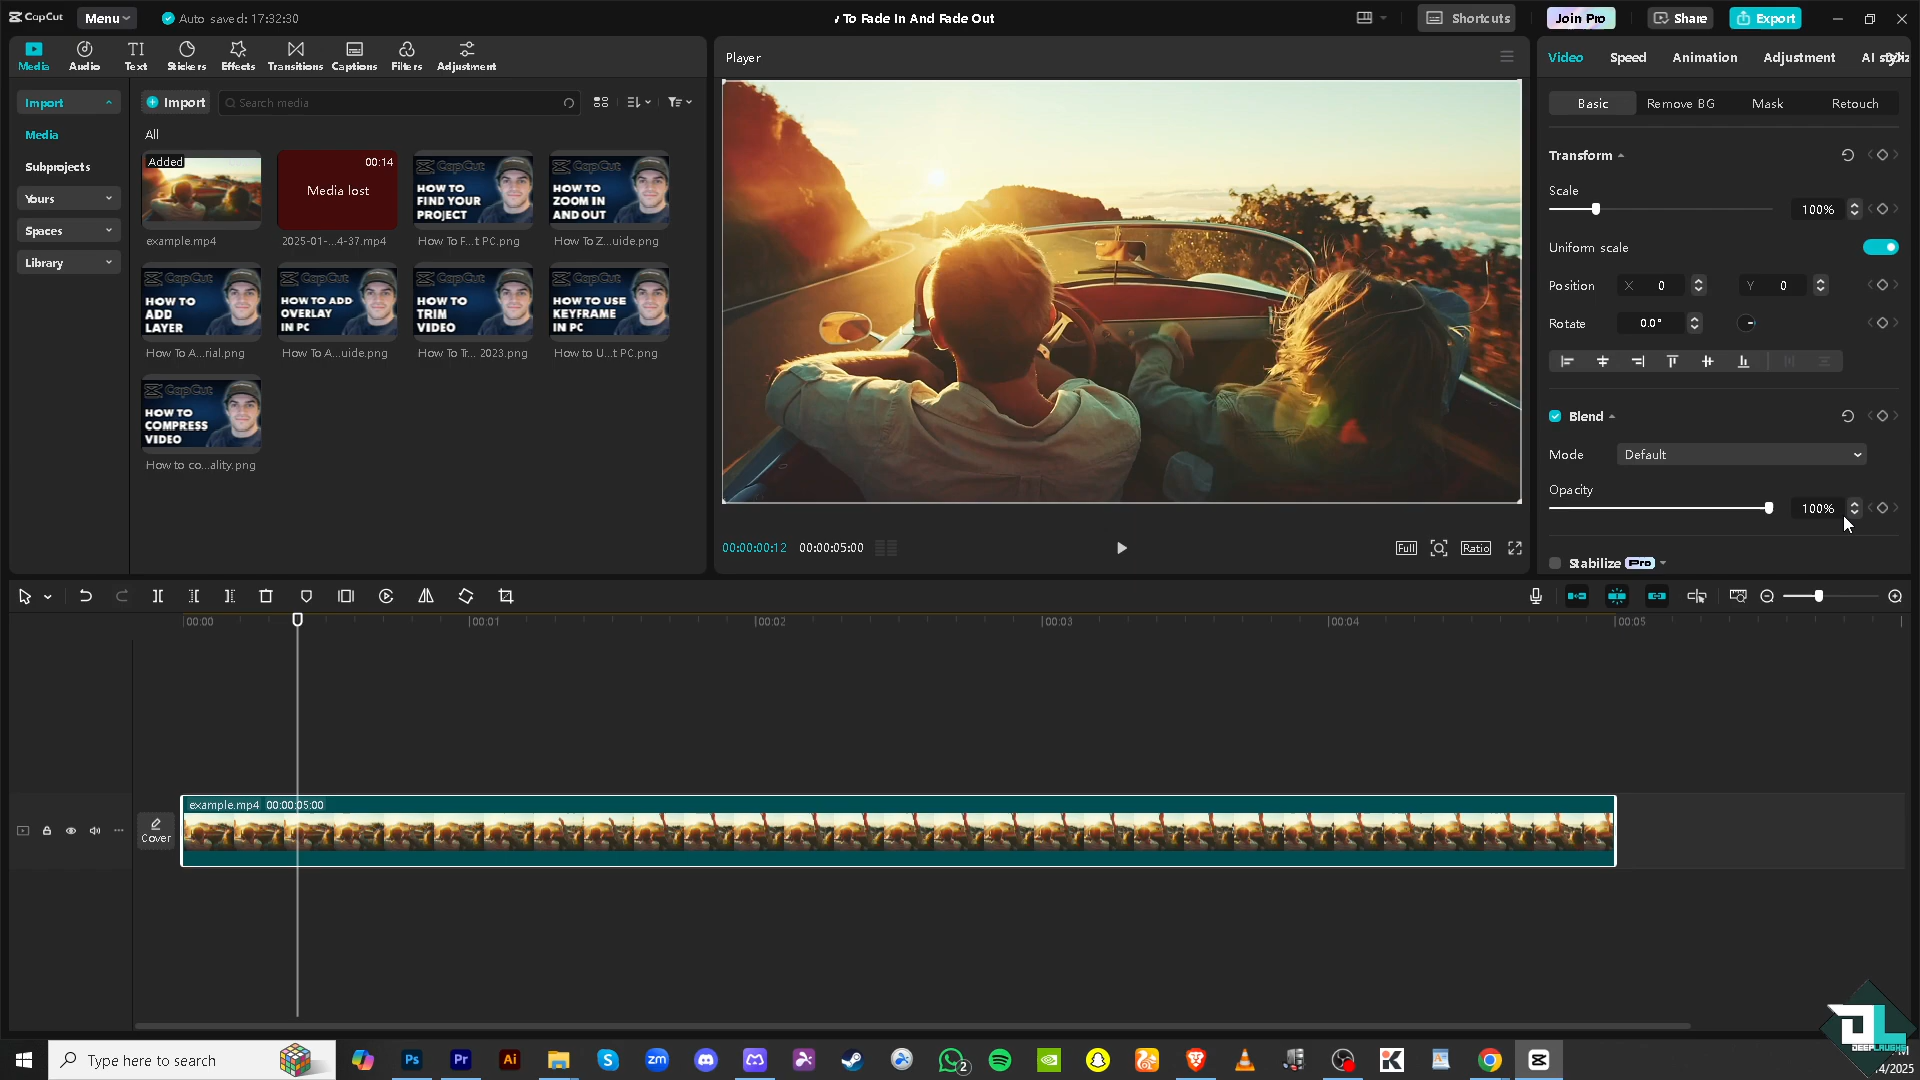 CapCut
Menu
Auto saved: 17:32:30
To Fade In And Fade Out
Shortcuts
Join Pro
Share
Export
Media
Audio
Text
Stickers
Effects
Transitions
Captions
Filters
Adjustment
Player
Video
Speed
Animation
Adjustment
Import
Media
Subprojects
Yours
Spaces
Library
Import
Search media
All
Added
example.mp4
00:14
Media lost
2025-01-...4-37.mp4
CapCut
HOW TO
FIND YOUR
PROJECT
How To F...t PC.png
CapCut
HOW TO
ZOOM IN
AND OUT
How To Z...uide.png
CapCut
HOW TO
ADD
LAYER
How To A...rial.png
CapCut
HOW TO ADD
OVERLAY
IN PC
How To A...uide.png
CapCut
HOW TO
TRIM
VIDEO
How To Tr... 2023.png
CapCut
HOW TO USE
KEYFRAME
IN PC
How to U...t PC.png
CapCut
HOW TO
COMPRESS
VIDEO
How to co...ality.png
00:00:00:12 00:00:05:00
Full
Ratio
Basic
Remove BG
Mask
Retouch
Transform
Scale
100%
Uniform scale
Position X 0 Y 0
Rotate 0.0°
Blend
Mode Default
Opacity
100%
Stabilize Pro
00:00
00:01
00:02
00:03
00:04
00:05
Cover
example.mp4 00:00:05:00
Type here to search
Ps
Pr
Ai
zm
2
DEEPLAUGHS
14/2025